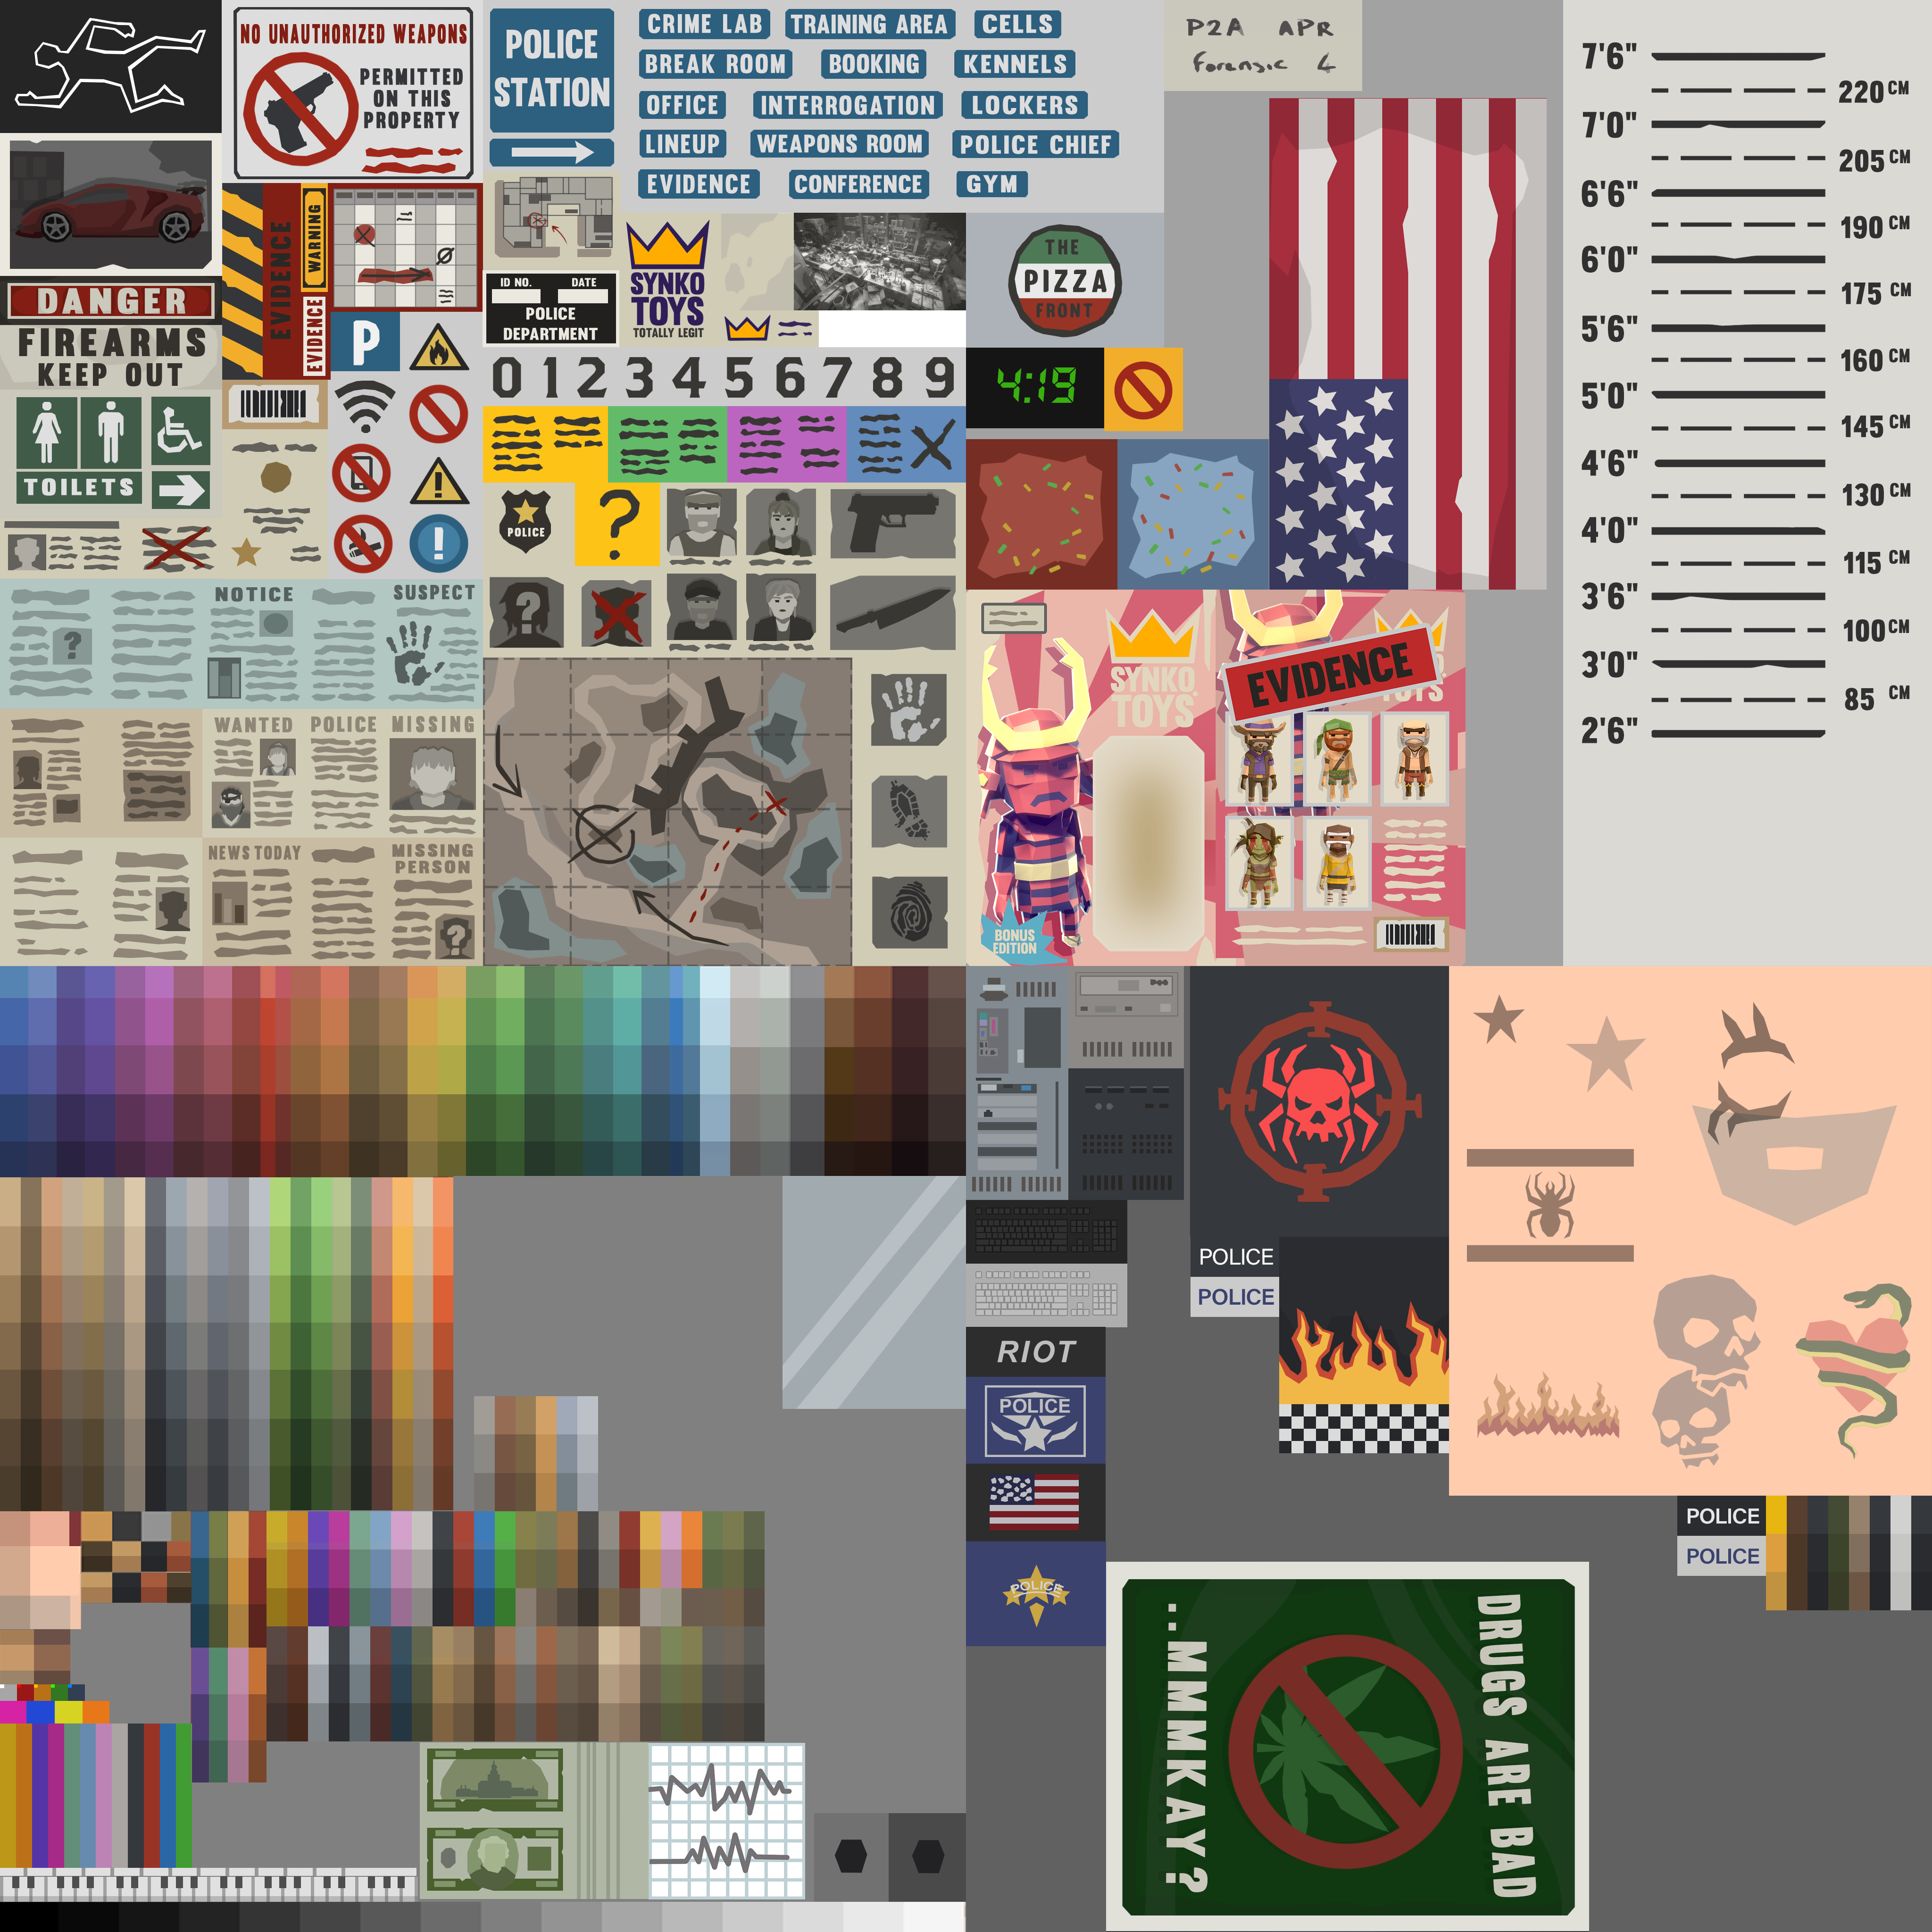 NO UNAUTHORIZED WEAPONS
PERMITTED
ON THIS
PROPERTY
POLICE
STATION
CRIME LAB
TRAINING AREA
CELLS
BREAK ROOM
BOOKING
KENNELS
OFFICE
INTERROGATION
LOCKERS
LINEUP
WEAPONS ROOM
POLICE CHIEF
EVIDENCE
CONFERENCE
GYM
P2A APR
Forensic 4
7'6"
220 CM
7'0"
205 CM
6'6"
190 CM
6'0"
175 CM
5'6"
160 CM
5'0"
145 CM
4'6"
130 CM
4'0"
115 CM
3'6"
100 CM
3'0"
85 CM
2'6"
DANGER
FIREARMS
KEEP OUT
EVIDENCE
WARNING
EVIDENCE
P
ID NO. DATE
POLICE
DEPARTMENT
SYNKO
TOYS
TOTALLY LEGIT
THE
PIZZA
FRONT
4:19
0 1 2 3 4 5 6 7 8 9
TOILETS
!
!
POLICE
?
?
NOTICE
SUSPECT
?
WANTED
POLICE
MISSING
NEWS TODAY
MISSING
PERSON
?
SYNKO
TOYS
BONUS
EDITION
EVIDENCE
OYS
POLICE
POLICE
RIOT
POLICE
POLICE
POLICE
POLICE
DRUGS ARE BAD
..MMMKAY?